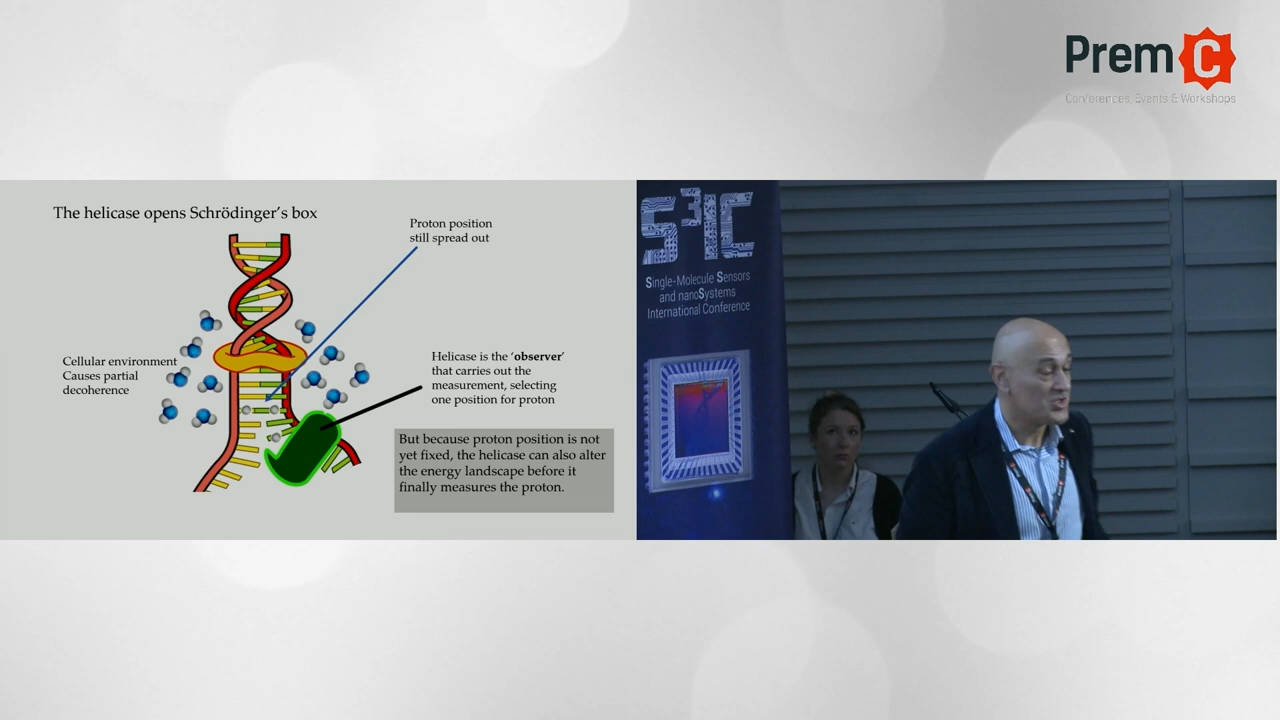 Prem C
Conferences, Events & Workshops
The helicase opens Schrödinger's box
Proton position
still spread out
Cellular environment
Causes partial
decoherence
Helicase is the 'observer'
that carries out the
measurement, selecting
one position for proton
But because proton position is not
yet fixed, the helicase can also alter
the energy landscape before it
finally measures the proton.
S3IC
Single-Molecule Sensors
and nanoSystems
International Conference